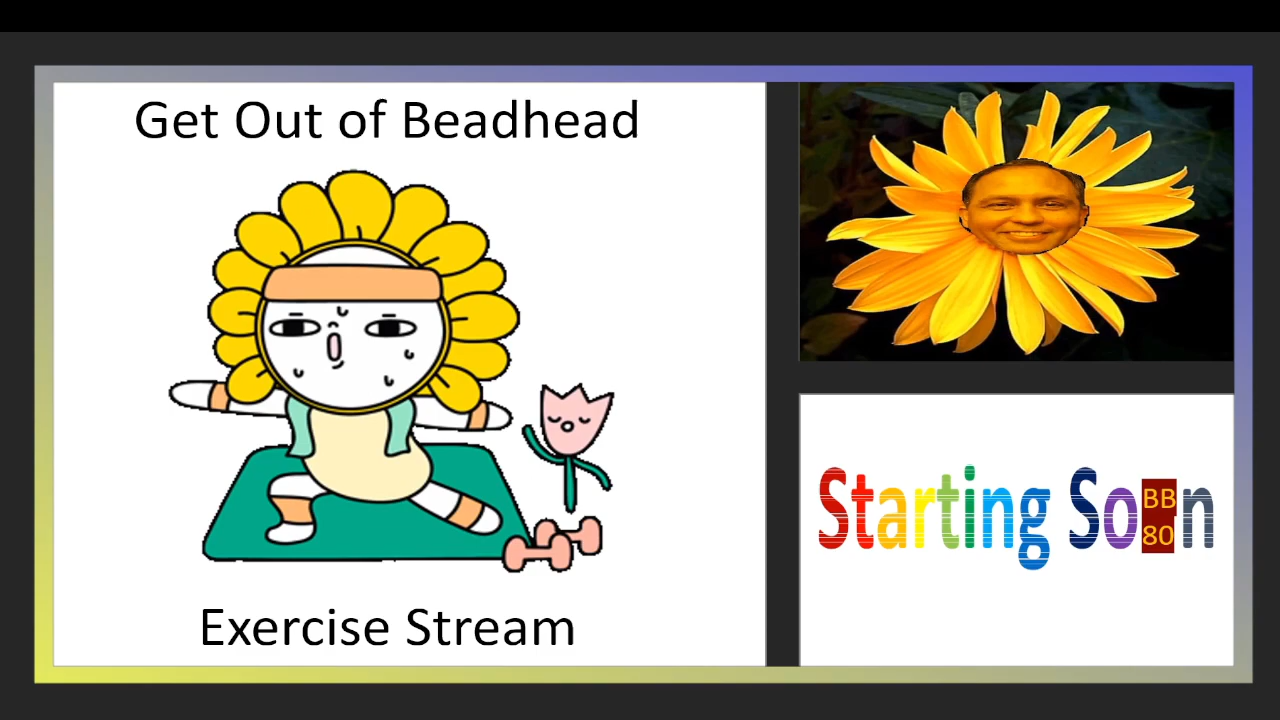 Get Out of Beadhead
Exercise Stream
Starting So
BB
80
n